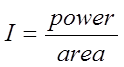 I = power / area